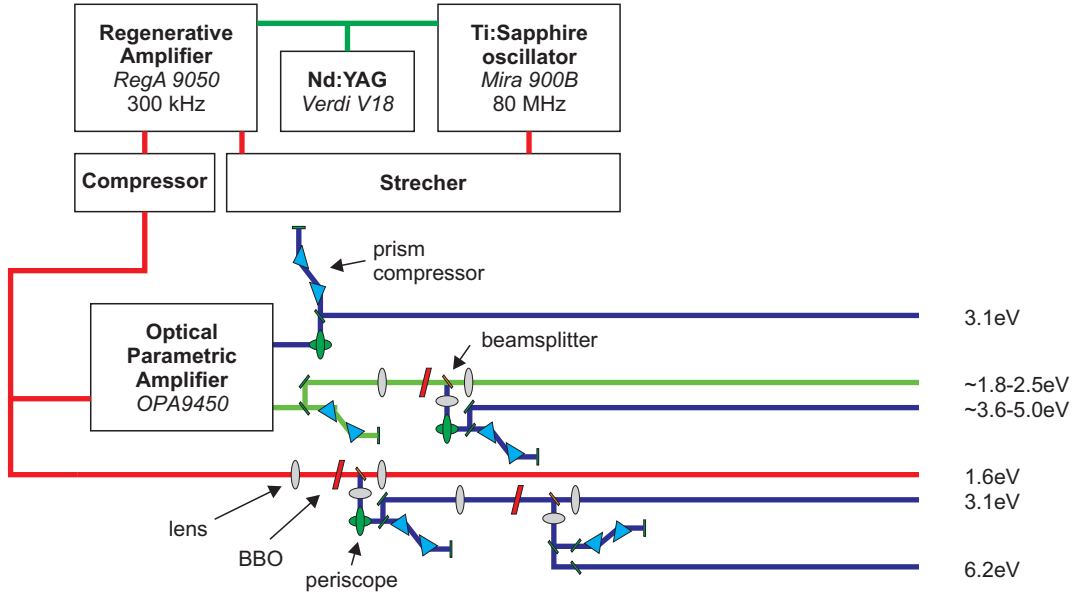 Regenerative
Amplifier
RegA 9050
300 kHz
Nd:YAG
Verdi V18
Ti:Sapphire
oscillator
Mira 900B
80 MHz
Compressor
Strecher
prism
compressor
3.1eV
Optical
Parametric
Amplifier
OPA9450
beamsplitter
~1.8-2.5eV
~3.6-5.0eV
1.6eV
3.1eV
lens
BBO
periscope
6.2eV